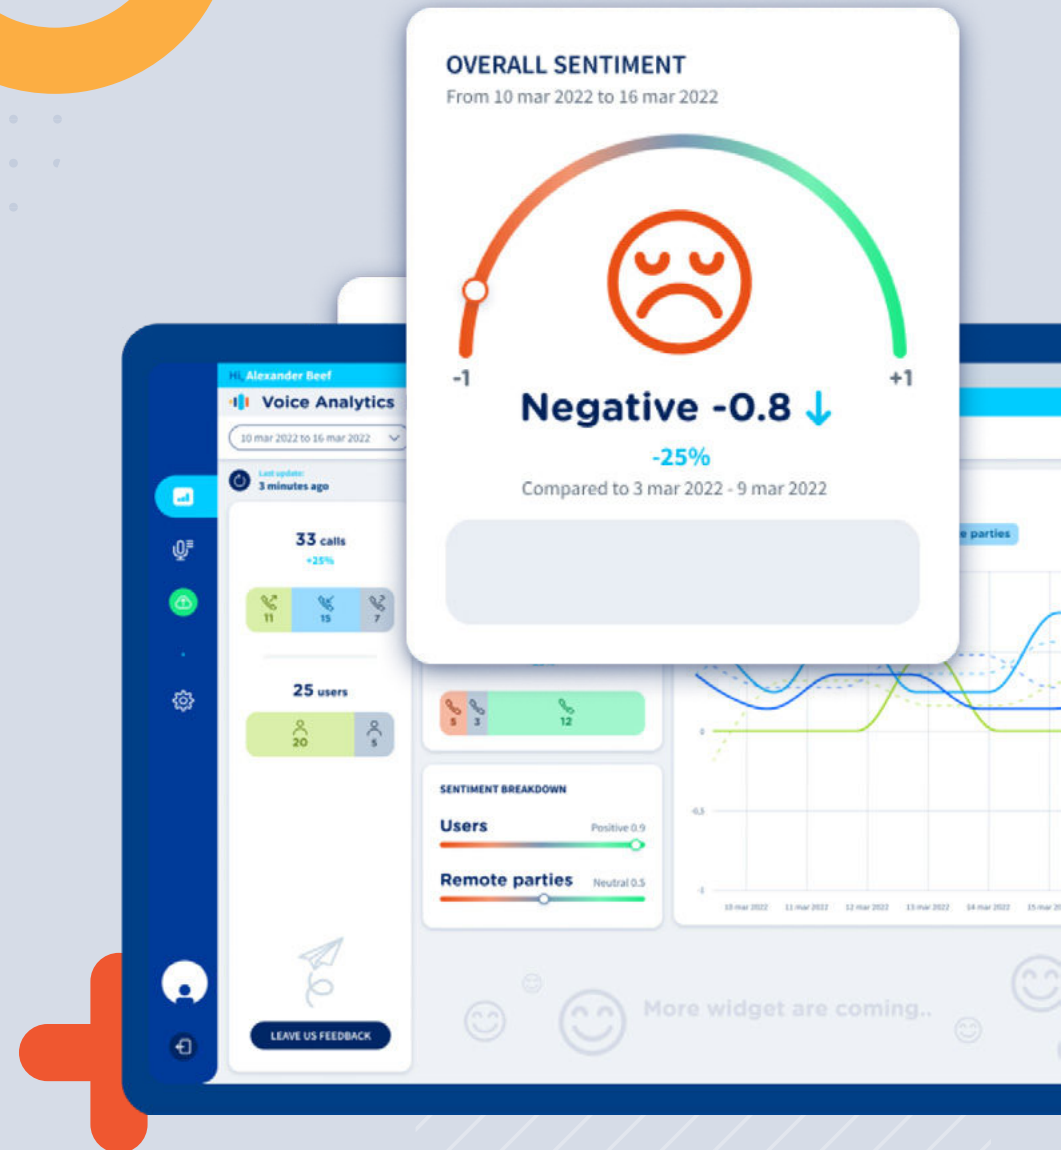 OVERALL SENTIMENT
From 10 mar 2022 to 16 mar 2022
-1
+1
Negative -0.8
-25%
Compared to 3 mar 2022 - 9 mar 2022
Hi, Alexander Beef
Voice Analytics
10 mar 2022 to 16 mar 2022
Last update:
3 minutes ago
33 calls
+25%
11 15 7
25 users
20 5
LEAVE US FEEDBACK
5 3 12
SENTIMENT BREAKDOWN
Users Positive 0.9
Remote parties Neutral 0.5
parties
0
-0.5
-1
10 mar 2022 11 mar 2022 12 mar 2022 13 mar 2022 14 mar 2022 15 mar 20
More widget are coming..